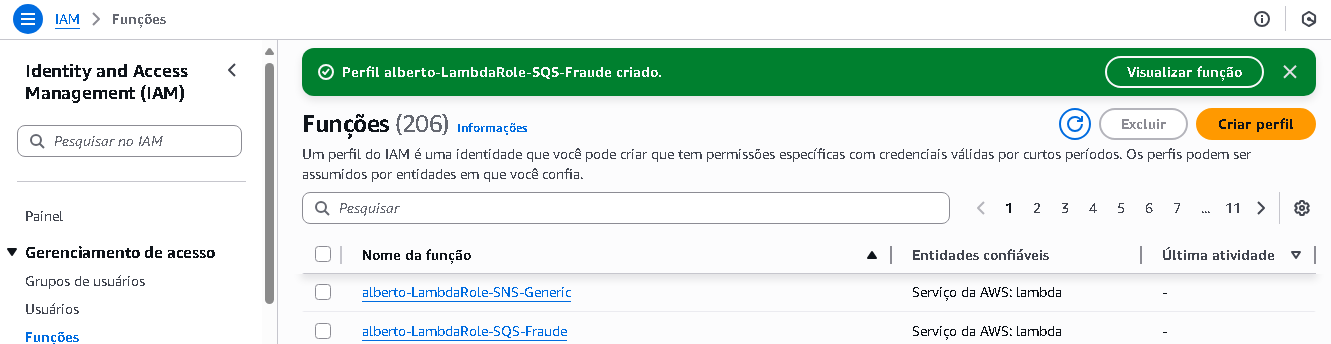 IAM > Funções
Identity and Access
Management (IAM)
Pesquisar no IAM
Painel
Gerenciamento de acesso
Grupos de usuários
Usuários
Funções
Perfil alberto-LambdaRole-SQS-Fraude criado. Visualizar função
Funções (206) Informações Excluir Criar perfil
Um perfil do IAM é uma identidade que você pode criar que tem permissões específicas com credenciais válidas por curtos períodos. Os perfis podem ser
assumidos por entidades em que você confia.
Pesquisar 1 2 3 4 5 6 7 ... 11
Nome da função Entidades confiáveis Última atividade
alberto-LambdaRole-SNS-Generic Serviço da AWS: lambda -
alberto-LambdaRole-SQS-Fraude Serviço da AWS: lambda -